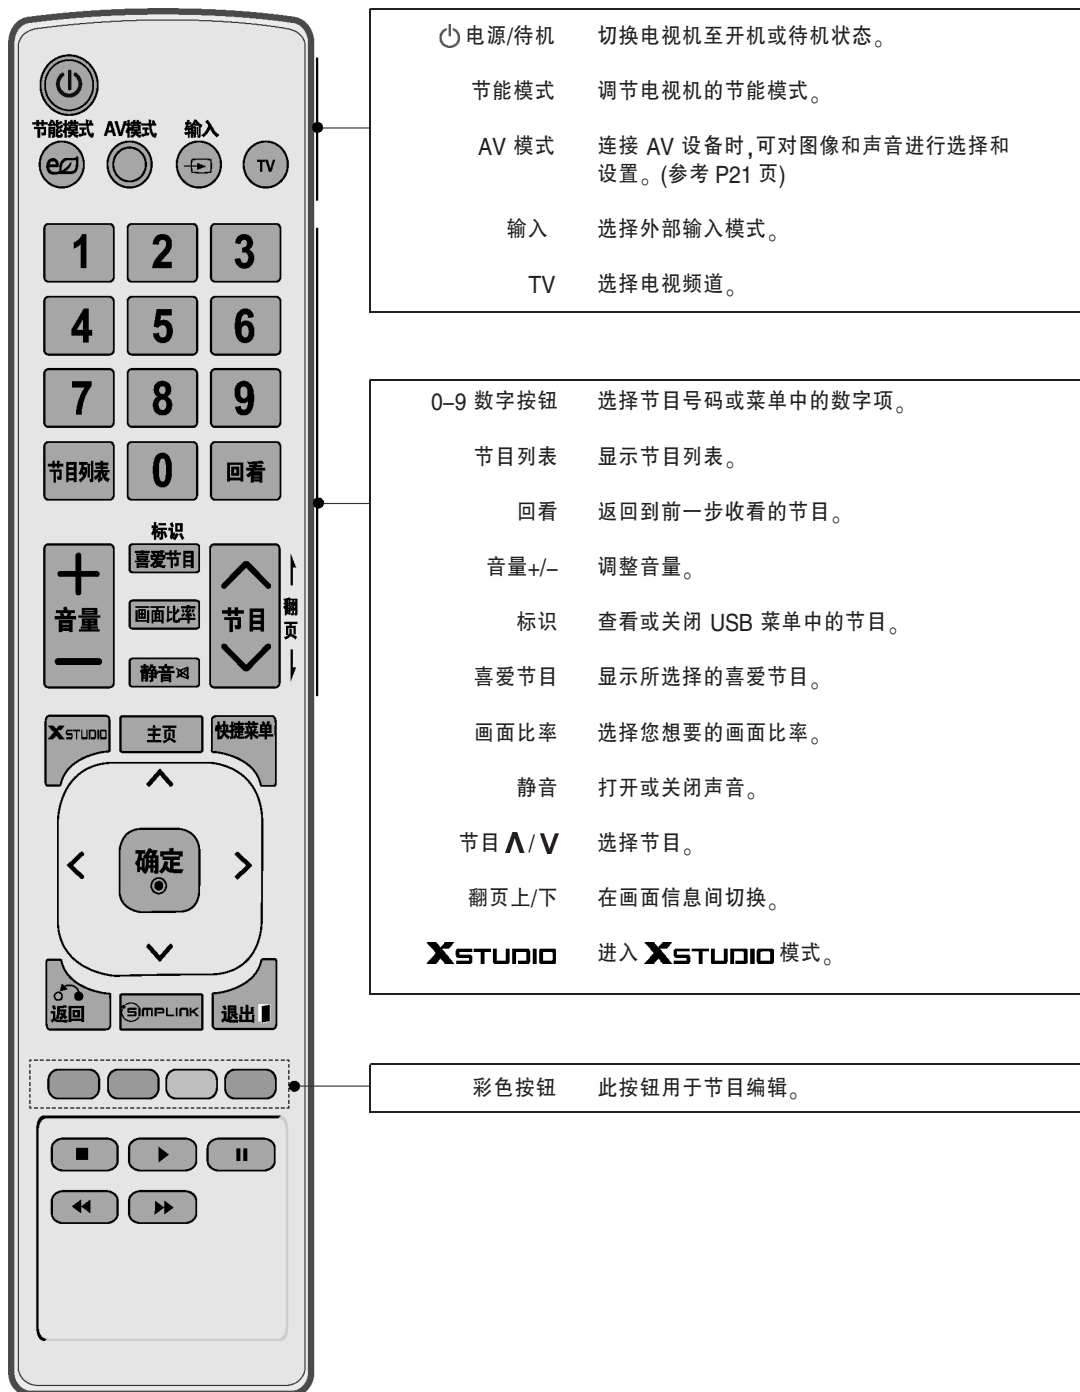 节能模式 AV模式 输入
TV
1 2 3
4 5 6
7 8 9
节目列表 0 回看
标识
喜爱节目
音量
画面比率
节目
翻页
静音
XSTUDIO 主页 快捷菜单
确定
返回 SIMPLINK 退出
电源/待机 切换电视机至开机或待机状态。
节能模式 调节电视机的节能模式。
AV 模式 连接 AV 设备时,可对图像和声音进行选择和
设置。(参考 P21 页)
输入 选择外部输入模式。
TV 选择电视频道。
0–9 数字按钮 选择节目号码或菜单中的数字项。
节目列表 显示节目列表。
回看 返回到前一步收看的节目。
音量+/– 调整音量。
标识 查看或关闭 USB 菜单中的节目。
喜爱节目 显示所选择的喜爱节目。
画面比率 选择您想要的画面比率。
静音 打开或关闭声音。
节目 ∧ / ∨ 选择节目。
翻页上/下 在画面信息间切换。
XSTUDIO 进入 XSTUDIO 模式。
彩色按钮 此按钮用于节目编辑。